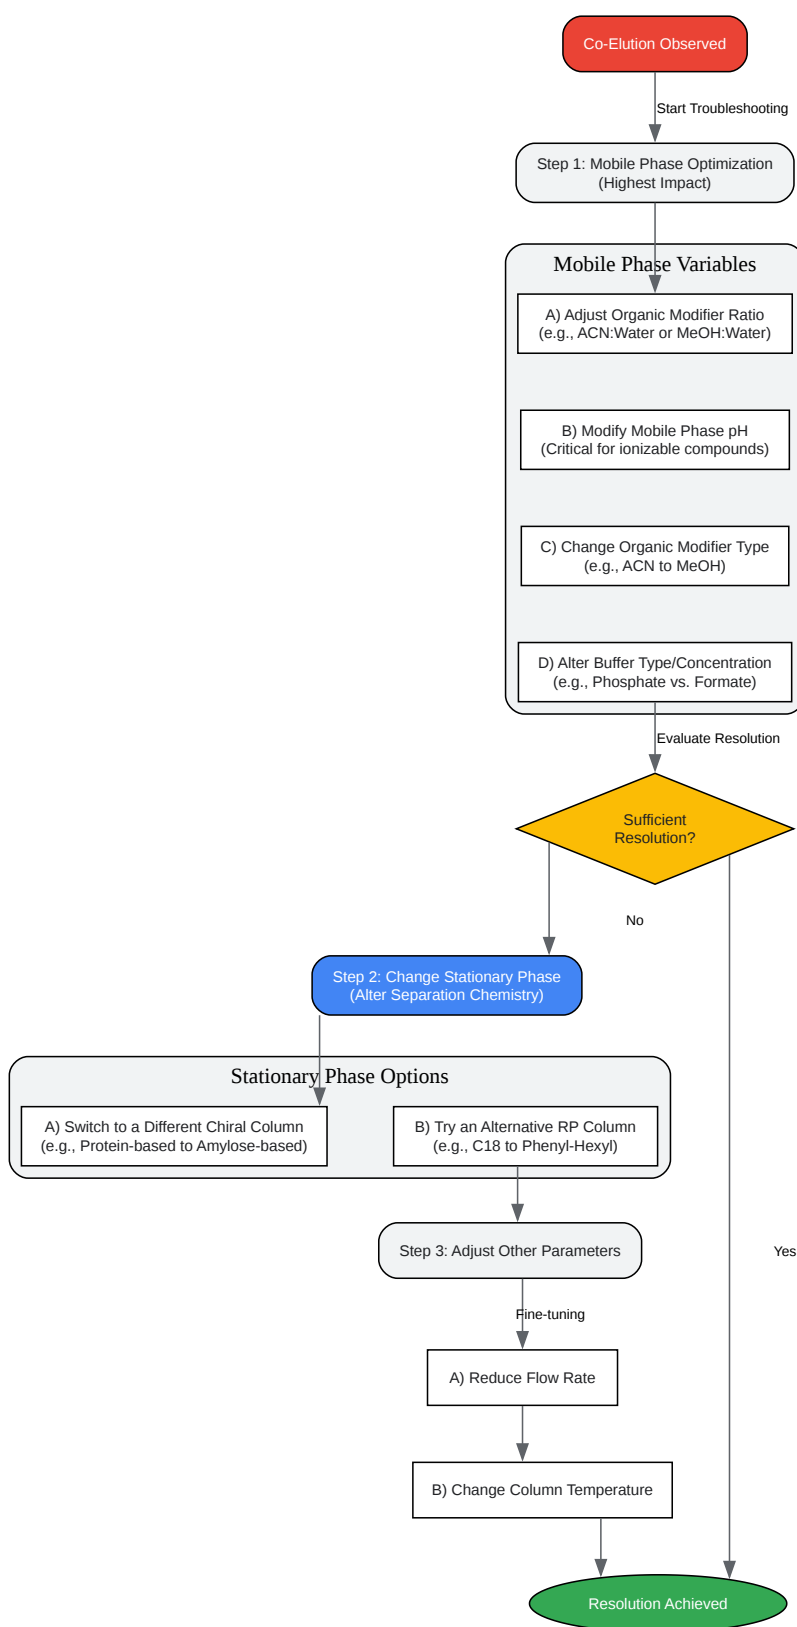 Co-Elution Observed
Start Troubleshooting
Step 1: Mobile Phase Optimization
(Highest Impact)
Mobile Phase Variables
A) Adjust Organic Modifier Ratio
(e.g., ACN:Water or MeOH:Water)
B) Modify Mobile Phase pH
(Critical for ionizable compounds)
C) Change Organic Modifier Type
(e.g., ACN to MeOH)
D) Alter Buffer Type/Concentration
(e.g., Phosphate vs. Formate)
Evaluate Resolution
Sufficient
Resolution?
No
Step 2: Change Stationary Phase
(Alter Separation Chemistry)
Stationary Phase Options
A) Switch to a Different Chiral Column
(e.g., Protein-based to Amylose-based)
B) Try an Alternative RP Column
(e.g., C18 to Phenyl-Hexyl)
Step 3: Adjust Other Parameters
Yes
Fine-tuning
A) Reduce Flow Rate
B) Change Column Temperature
Resolution Achieved